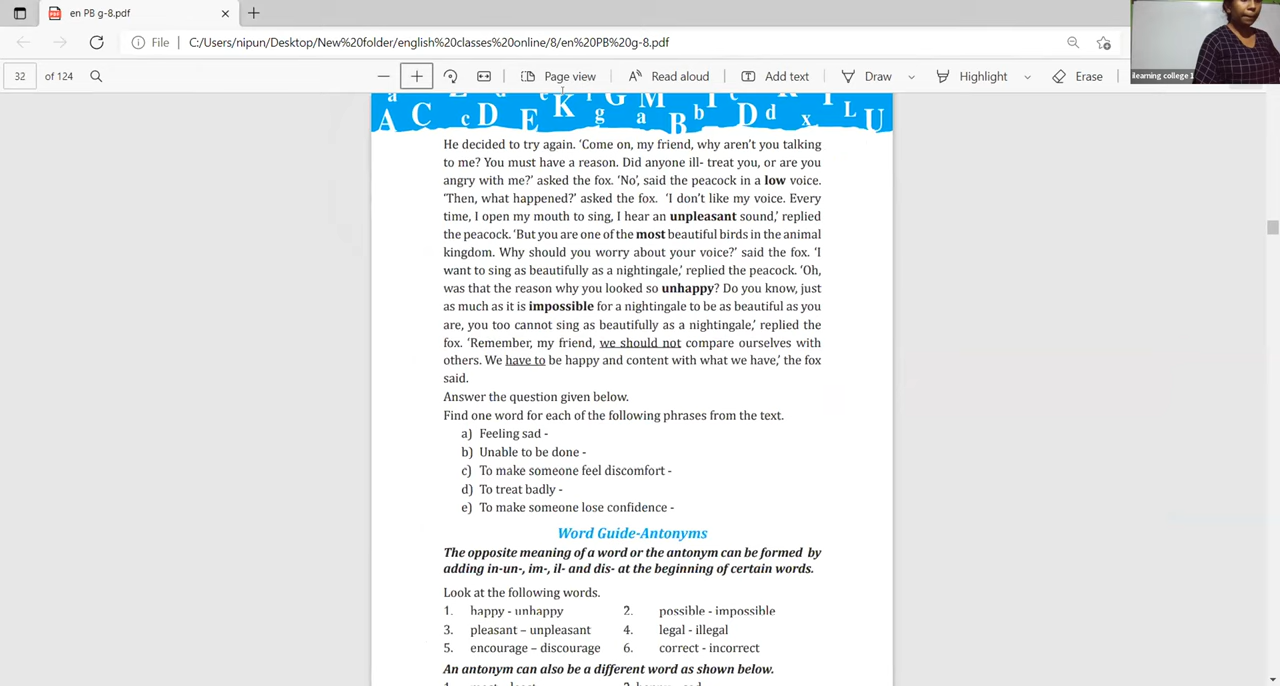 en PB g-8.pdf
File C:/Users/nipun/Desktop/New%20folder/english%20classes%20online/8/en%20PB%20g-8.pdf
32 of 124 Page view Read aloud Add text Draw Highlight Erase
ilearning college 1
He decided to try again. ‘Come on, my friend, why aren’t you talking
to me? You must have a reason. Did anyone ill- treat you, or are you
angry with me?’ asked the fox. ‘No’, said the peacock in a low voice.
‘Then, what happened?’ asked the fox. ‘I don’t like my voice. Every
time, I open my mouth to sing, I hear an unpleasant sound,’ replied
the peacock. ‘But you are one of the most beautiful birds in the animal
kingdom. Why should you worry about your voice?’ said the fox. ‘I
want to sing as beautifully as a nightingale,’ replied the peacock. ‘Oh,
was that the reason why you looked so unhappy? Do you know, just
as much as it is impossible for a nightingale to be as beautiful as you
are, you too cannot sing as beautifully as a nightingale,’ replied the
fox. ‘Remember, my friend, we should not compare ourselves with
others. We have to be happy and content with what we have,’ the fox
said.
Answer the question given below.
Find one word for each of the following phrases from the text.
a) Feeling sad -
b) Unable to be done -
c) To make someone feel discomfort -
d) To treat badly -
e) To make someone lose confidence -
Word Guide-Antonyms
The opposite meaning of a word or the antonym can be formed by
adding in-un-, im-, il- and dis- at the beginning of certain words.
Look at the following words.
1. happy - unhappy 2. possible - impossible
3. pleasant – unpleasant 4. legal - illegal
5. encourage – discourage 6. correct - incorrect
An antonym can also be a different word as shown below.